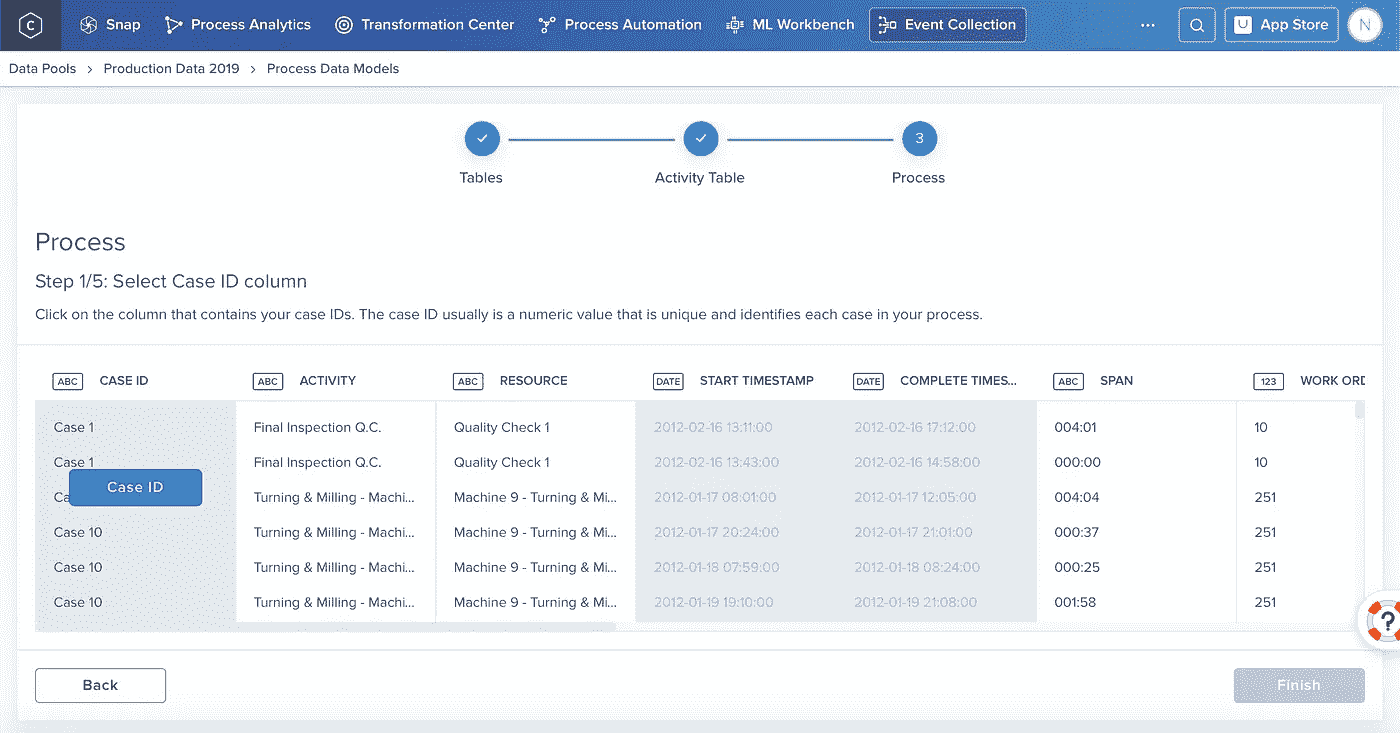 C Snap Process Analytics Transformation Center Process Automation ML Workbench Event Collection ... U App Store N
Data Pools > Production Data 2019 > Process Data Models
3
Tables Activity Table Process
Process
Step 1/5: Select Case ID column
Click on the column that contains your case IDs. The case ID usually is a numeric value that is unique and identifies each case in your process.
ABC CASE ID ABC ACTIVITY ABC RESOURCE DATE START TIMESTAMP DATE COMPLETE TIMES... ABC SPAN 123 WORK ORD
Case 1 Final Inspection Q.C. Quality Check 1 2012-02-16 13:11:00 2012-02-16 17:12:00 004:01 10
Case 1 Final Inspection Q.C. Quality Check 1 2012-02-16 13:43:00 2012-02-16 14:58:00 000:00 10
Case ID
Ca Turning & Milling - Machi... Machine 9 - Turning & Mi... 2012-01-17 08:01:00 2012-01-17 12:05:00 004:04 251
Case 10 Turning & Milling - Machi... Machine 9 - Turning & Mi... 2012-01-17 20:24:00 2012-01-17 21:01:00 000:37 251
Case 10 Turning & Milling - Machi... Machine 9 - Turning & Mi... 2012-01-18 07:59:00 2012-01-18 08:24:00 000:25 251
Case 10 Turning & Milling - Machi... Machine 9 - Turning & Mi... 2012-01-19 19:10:00 2012-01-19 21:08:00 001:58 251
?
Back Finish